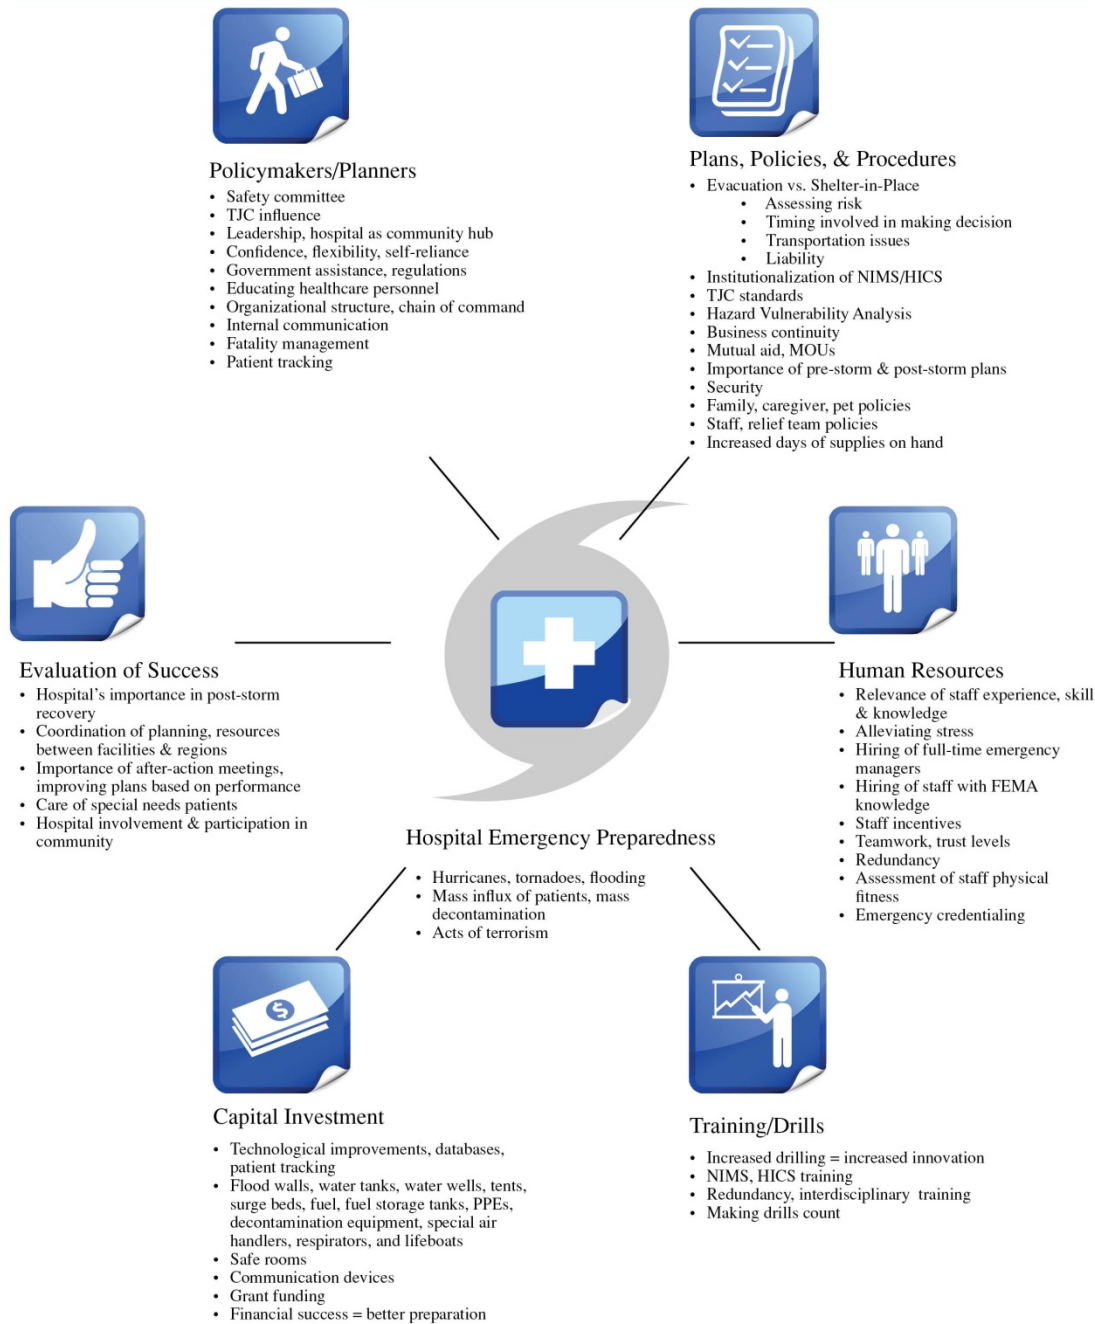 Policymakers/Planners
• Safety committee
• TJC influence
• Leadership, hospital as community hub
• Confidence, flexibility, self-reliance
• Government assistance, regulations
• Educating healthcare personnel
• Organizational structure, chain of command
• Internal communication
• Fatality management
• Patient tracking
Plans, Policies, & Procedures
• Evacuation vs. Shelter-in-Place
• Assessing risk
• Timing involved in making decision
• Transportation issues
• Liability
• Institutionalization of NIMS/HICS
• TJC standards
• Hazard Vulnerability Analysis
• Business continuity
• Mutual aid, MOUs
• Importance of pre-storm & post-storm plans
• Security
• Family, caregiver, pet policies
• Staff, relief team policies
• Increased days of supplies on hand
Evaluation of Success
• Hospital’s importance in post-storm
recovery
• Coordination of planning, resources
between facilities & regions
• Importance of after-action meetings,
improving plans based on performance
• Care of special needs patients
• Hospital involvement & participation in
community
Human Resources
• Relevance of staff experience, skill
& knowledge
• Alleviating stress
• Hiring of full-time emergency
managers
• Hiring of staff with FEMA
knowledge
• Staff incentives
• Teamwork, trust levels
• Redundancy
• Assessment of staff physical
fitness
• Emergency credentialing
Hospital Emergency Preparedness
• Hurricanes, tornadoes, flooding
• Mass influx of patients, mass
decontamination
• Acts of terrorism
$
Capital Investment
• Technological improvements, databases,
patient tracking
• Flood walls, water tanks, water wells, tents,
surge beds, fuel, fuel storage tanks, PPEs,
decontamination equipment, special air
handlers, respirators, and lifeboats
• Safe rooms
• Communication devices
• Grant funding
• Financial success = better preparation
Training/Drills
• Increased drilling = increased innovation
• NIMS, HICS training
• Redundancy, interdisciplinary training
• Making drills count